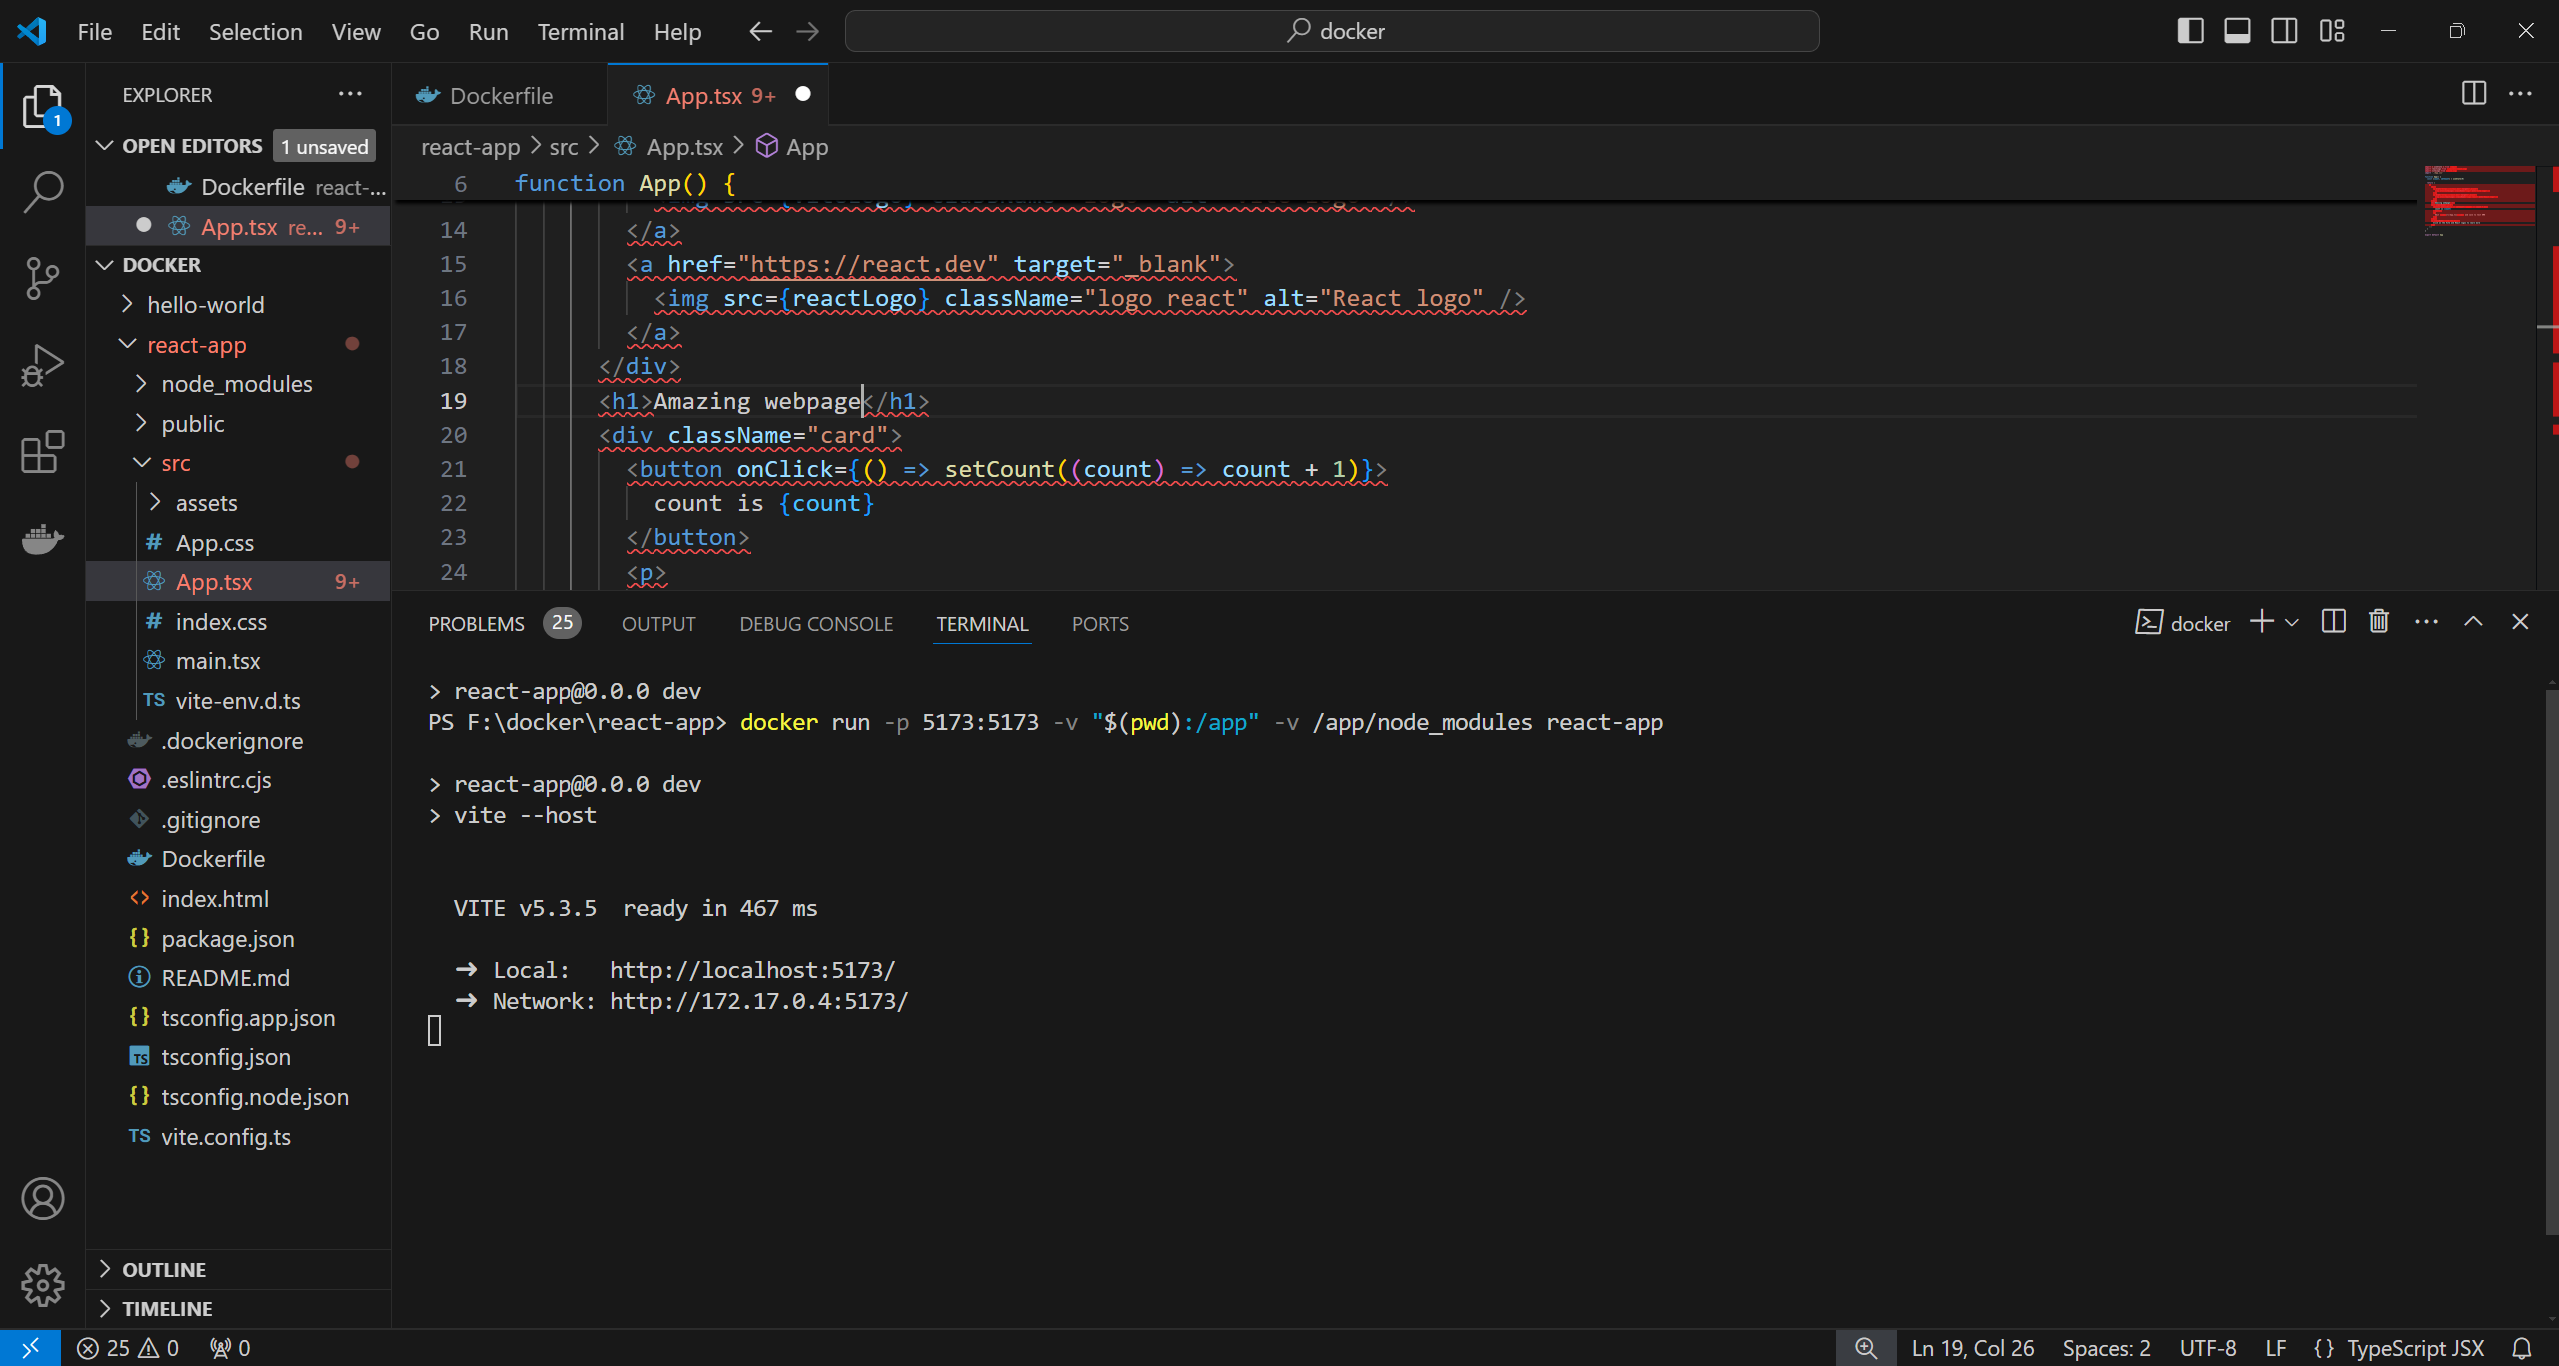 File Edit Selection View Go Run Terminal Help
docker
EXPLORER
OPEN EDITORS 1 unsaved
Dockerfile react-...
App.tsx re... 9+
DOCKER
hello-world
react-app
node_modules
public
src
assets
# App.css
App.tsx 9+
# index.css
main.tsx
TS vite-env.d.ts
.dockerignore
.eslintrc.cjs
.gitignore
Dockerfile
<> index.html
{} package.json
README.md
{} tsconfig.app.json
TS tsconfig.json
{} tsconfig.node.json
TS vite.config.ts
OUTLINE
TIMELINE
1
Dockerfile
App.tsx 9+
react-app > src > App.tsx > App
6 function App() {
14 </a>
15 <a href="https://react.dev" target="_blank">
16 <img src={reactLogo} className="logo react" alt="React logo" />
17 </a>
18 </div>
19 <h1>Amazing webpage</h1>
20 <div className="card">
21 <button onClick={() => setCount((count) => count + 1)}>
22 count is {count}
23 </button>
24 <p>
PROBLEMS 25 OUTPUT DEBUG CONSOLE TERMINAL PORTS
docker
> react-app@0.0.0 dev
PS F:\docker\react-app> docker run -p 5173:5173 -v "$(pwd):/app" -v /app/node_modules react-app
> react-app@0.0.0 dev
> vite --host
VITE v5.3.5 ready in 467 ms
➜ Local: http://localhost:5173/
➜ Network: http://172.17.0.4:5173/
25 0 0
Ln 19, Col 26 Spaces: 2 UTF-8 LF {} TypeScript JSX